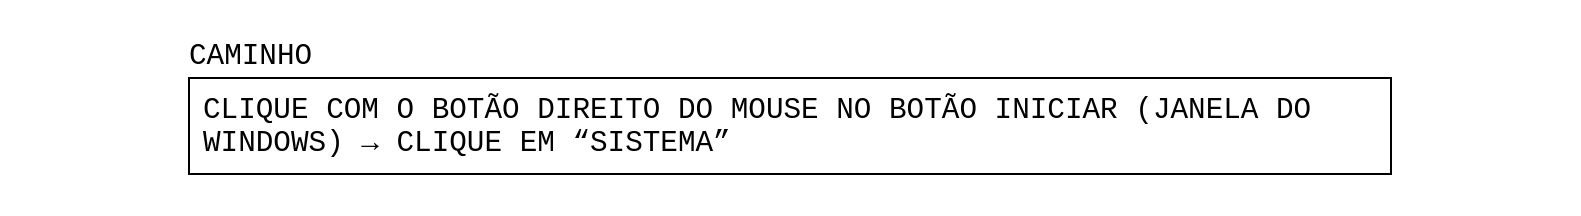 CAMINHO
CLIQUE COM O BOTÃO DIREITO DO MOUSE NO BOTÃO INICIAR (JANELA DO
WINDOWS) → CLIQUE EM “SISTEMA”